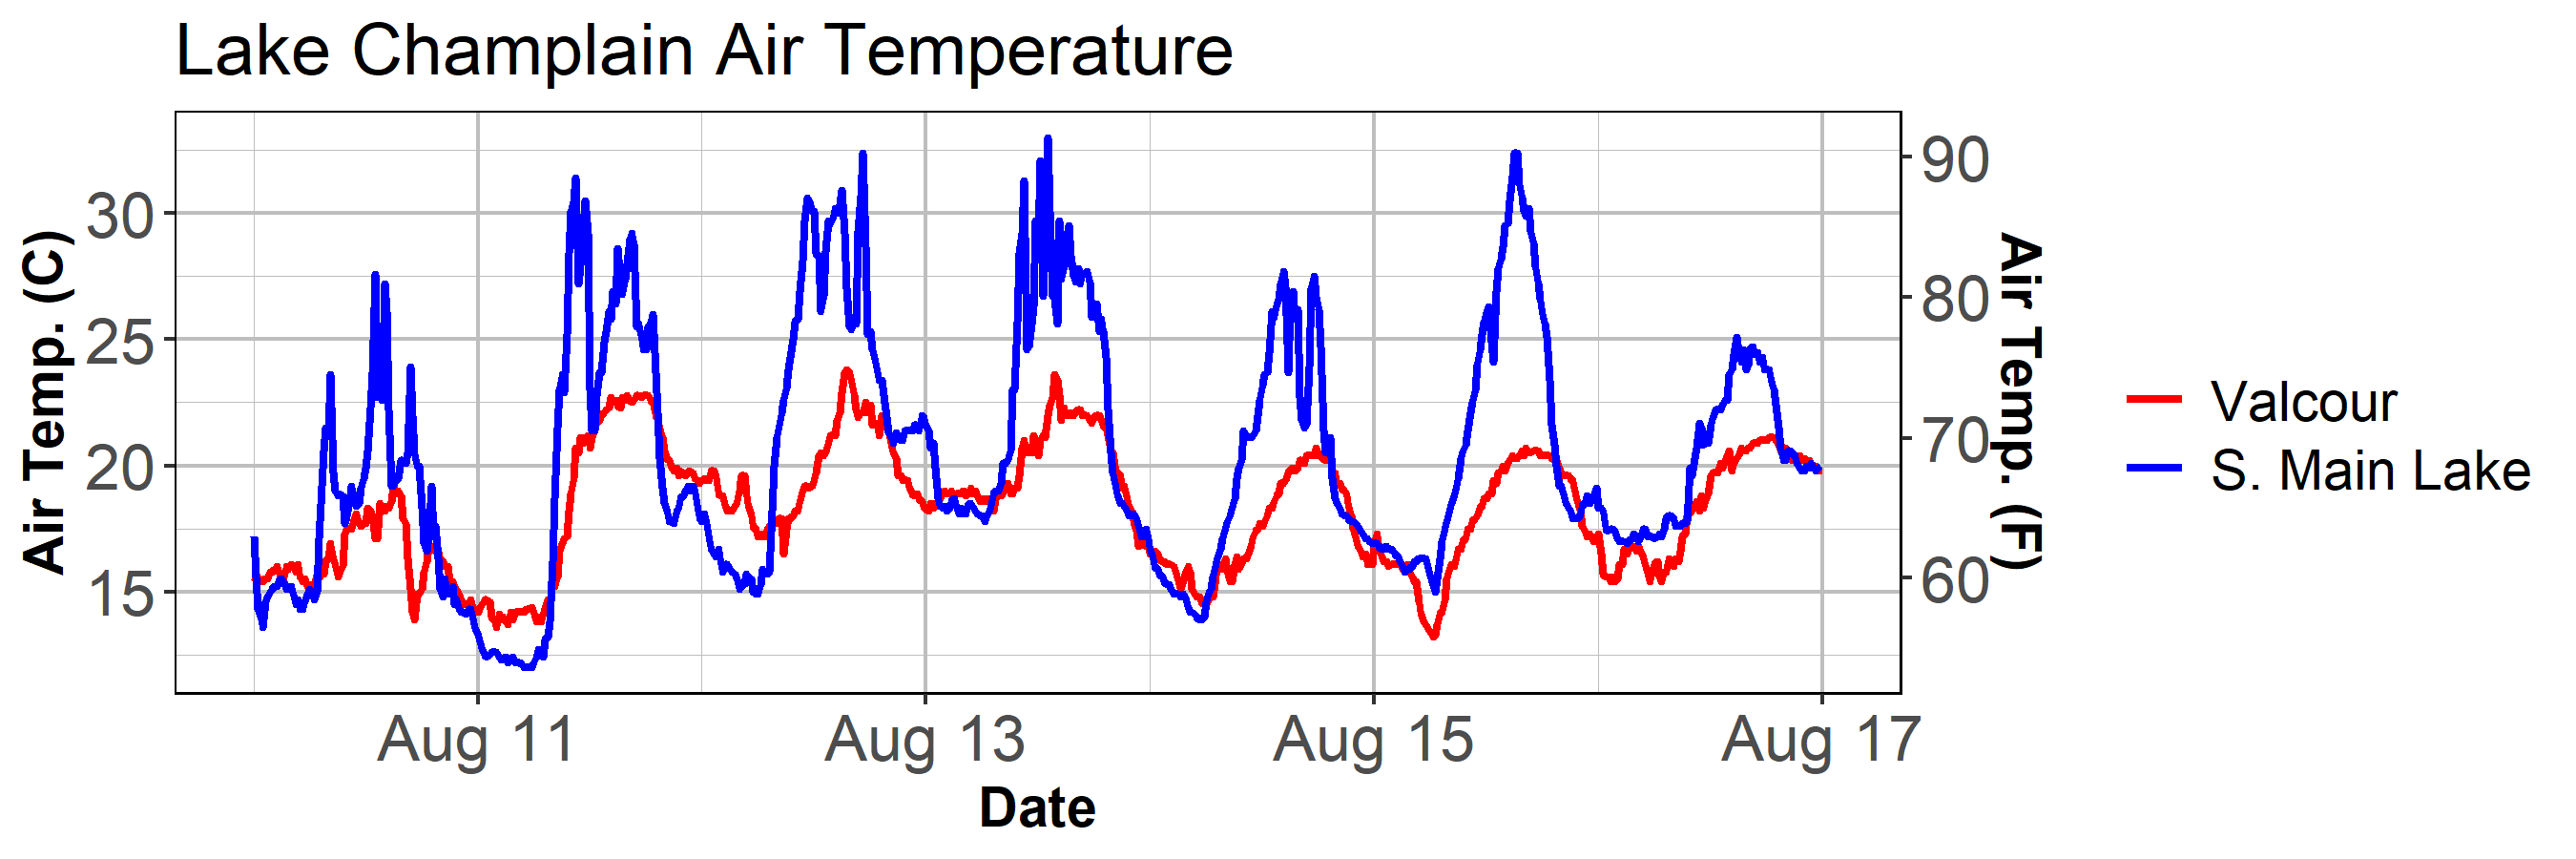 Lake Champlain Air Temperature
Air Temp. (C)
30
25
20
15
90
80
70
60
Air Temp. (F)
Aug 11
Aug 13
Aug 15
Aug 17
Date
Valcour
S. Main Lake